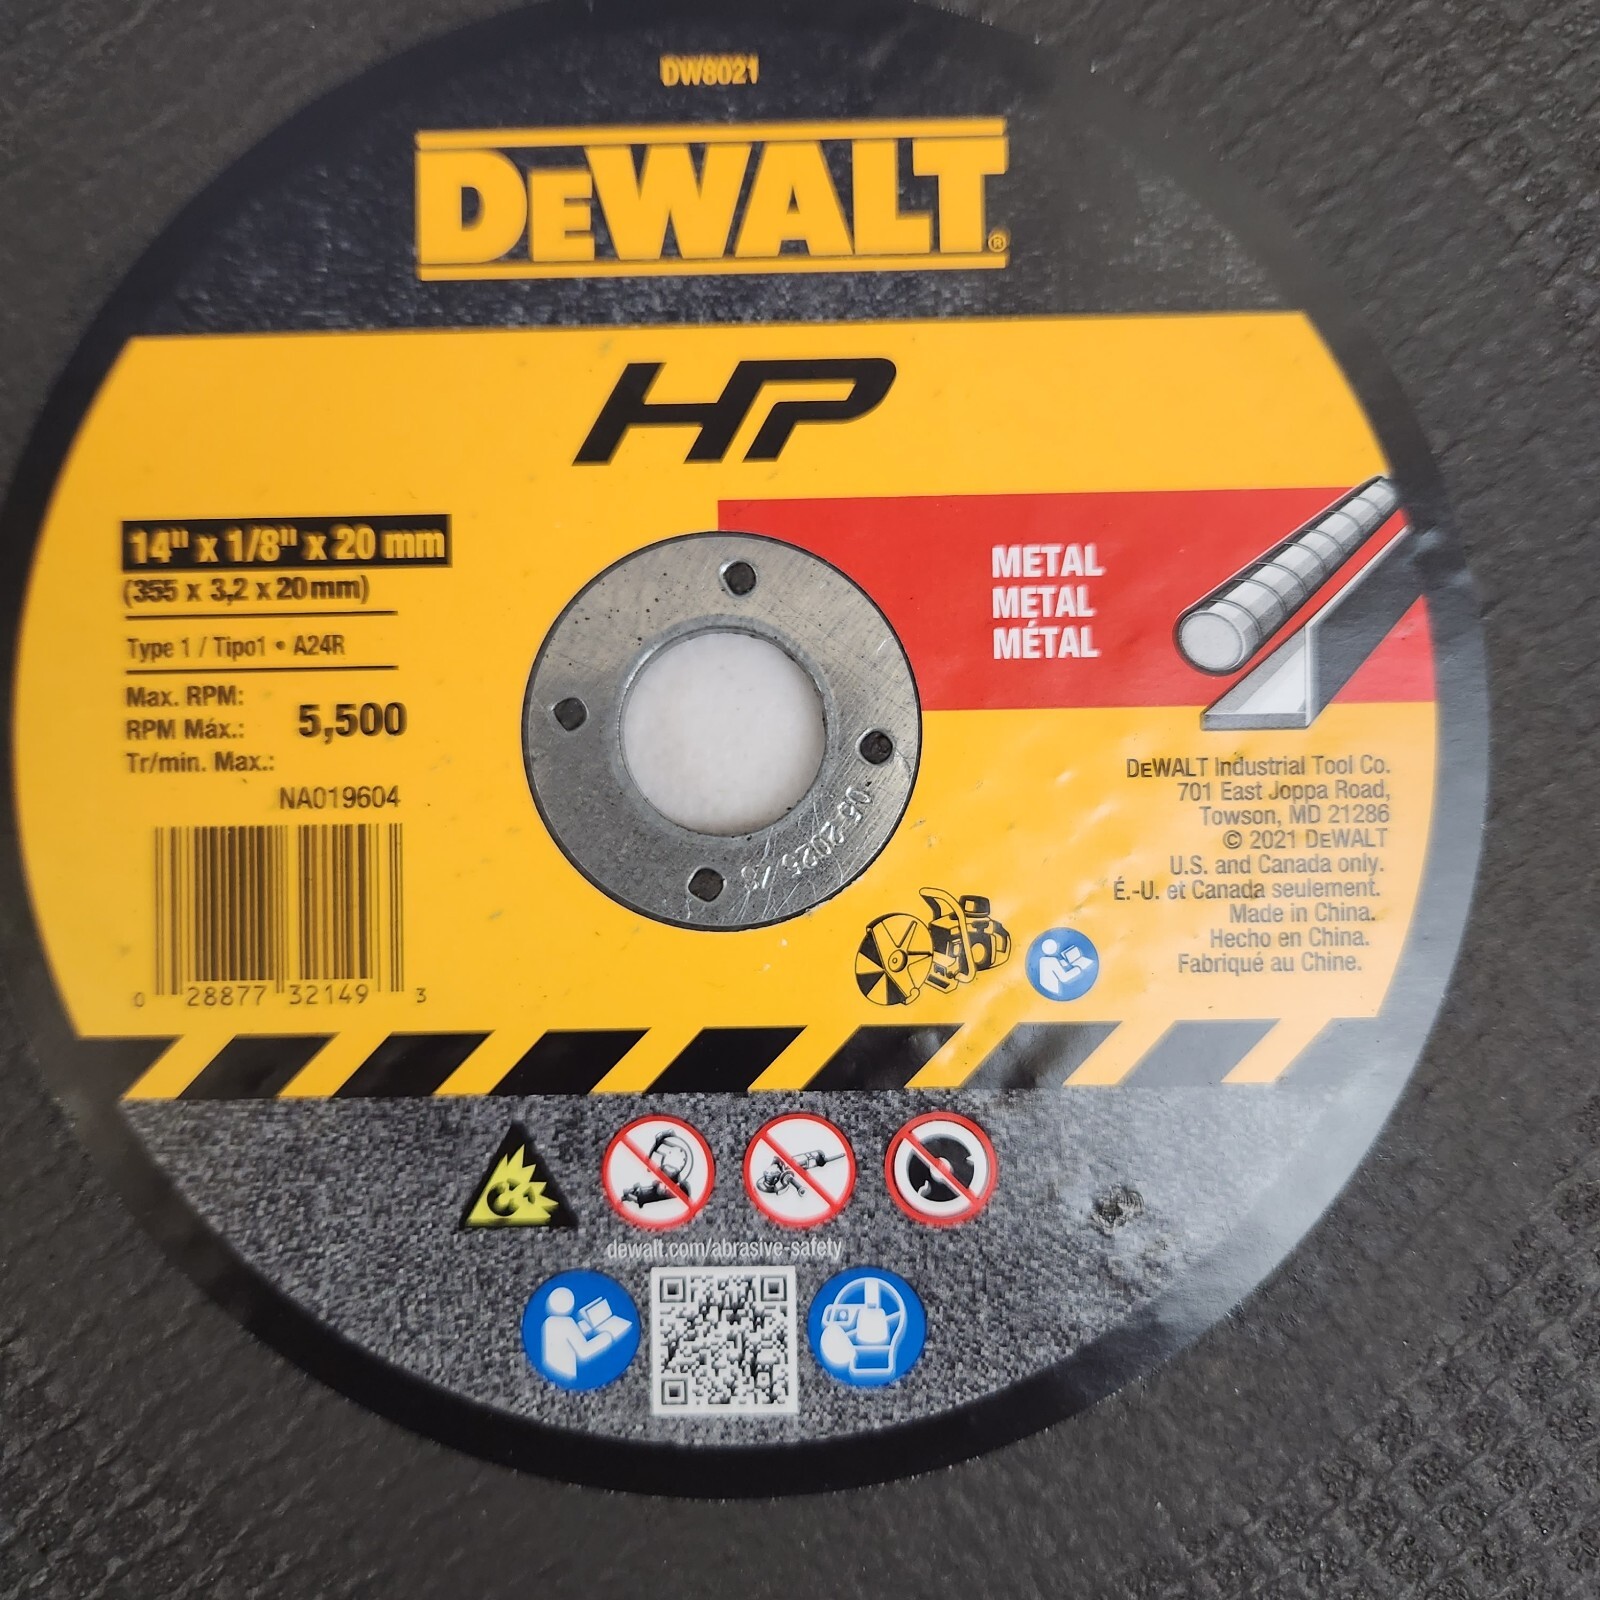 DW8021
DEWALT®
HP
14" x 1/8" x 20 mm
(355 x 3,2 x 20 mm)
Type 1 / Tipo1 • A24R
Max. RPM:
RPM Máx.: 5,500
Tr/min. Max.:
NA019604
0 28877 32149 3
METAL
METAL
MÉTAL
DEWALT Industrial Tool Co.
701 East Joppa Road,
Towson, MD 21286
© 2021 DEWALT
U.S. and Canada only.
É.-U. et Canada seulement.
Made in China.
Hecho en China.
Fabriqué au Chine.
dewalt.com/abrasive-safety